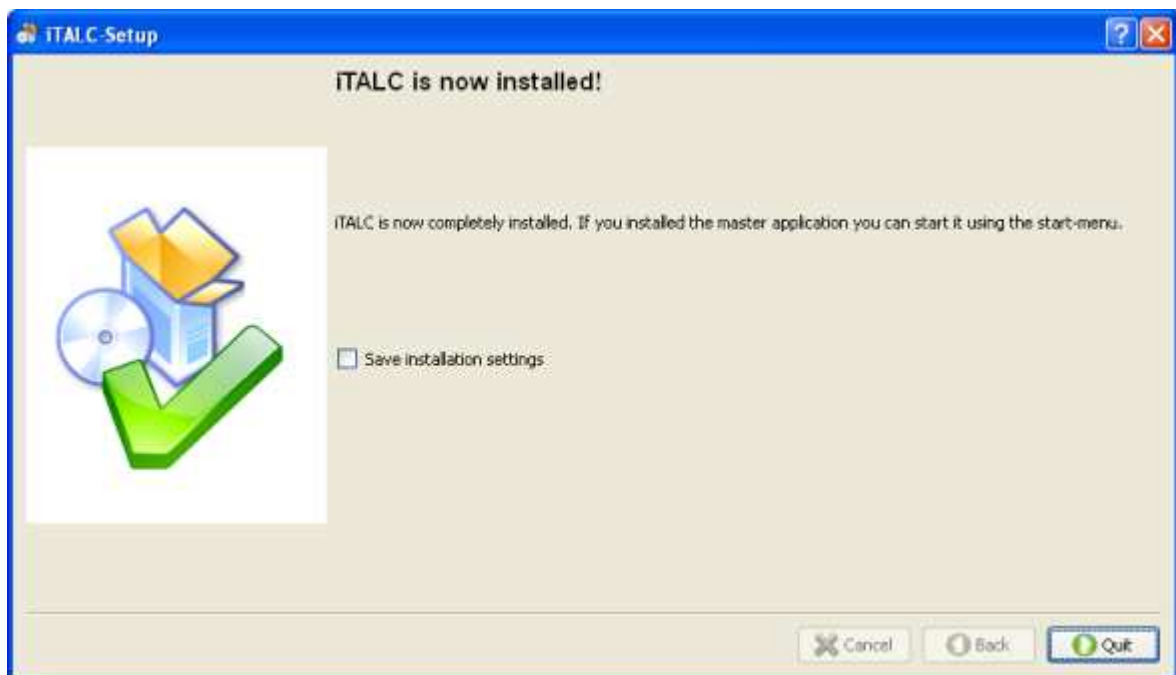 iTALC-Setup
iTALC is now installed!
iTALC is now completely installed. If you installed the master application you can start it using the start-menu.
Save installation settings
Cancel
Back
Quit